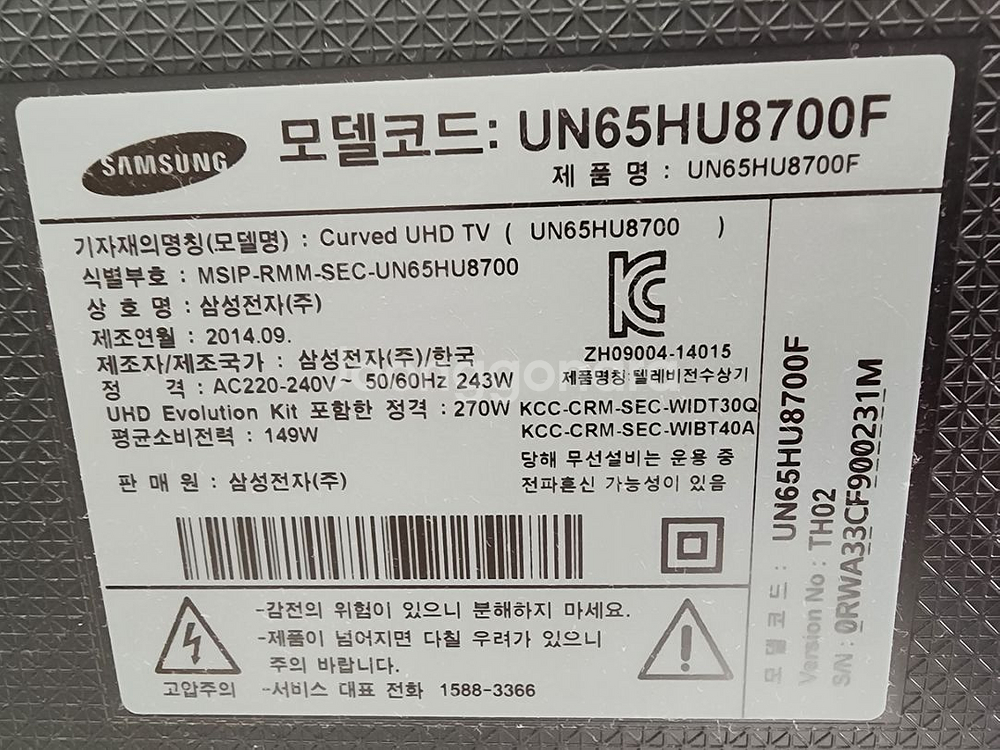 SAMSUNG
모델코드: UN65HU8700F
제 품 명 : UN65HU8700F
기자재의명칭(모델명) : Curved UHD TV ( UN65HU8700 )
식별부호 : MSIP-RMM-SEC-UN65HU8700
상 호 명 : 삼성전자(주)
제조연월 : 2014.09.
제조자/제조국가 : 삼성전자(주)/한국
정 격 : AC220-240V~ 50/60Hz 243W
UHD Evolution Kit 포함한 정격 : 270W
평균소비전력 : 149W
판 매 원 : 삼성전자(주)
ZH09004-14015
제품명칭:텔레비전수상기
KCC-CRM-SEC-WIDT30Q
KCC-CRM-SEC-WIBT40A
당해 무선설비는 운용 중
전파혼신 가능성이 있음
-감전의 위험이 있으니 분해하지 마세요.
-제품이 넘어지면 다칠 우려가 있으니
주의 바랍니다.
고압주의 -서비스 대표 전화 1588-3366
모 델 코 드 : UN65HU8700F
Version No : TH02
S/N : 0RWA33CF900231M